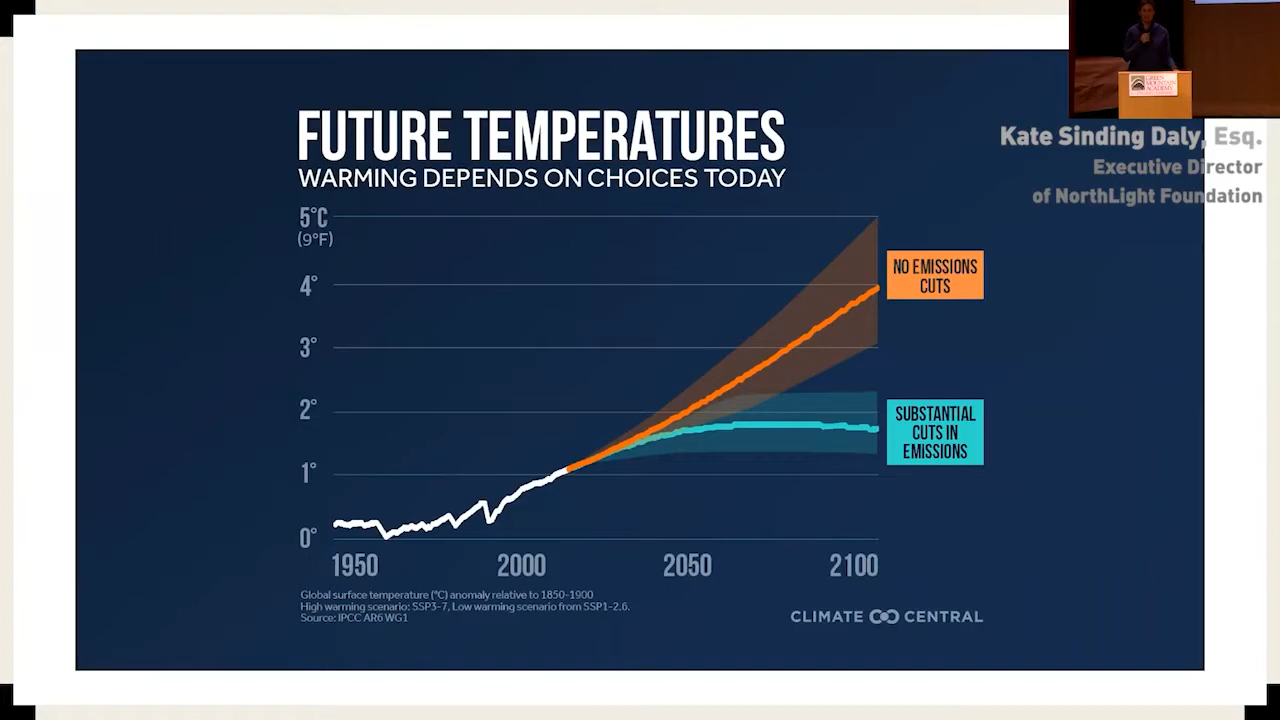 FUTURE TEMPERATURES
WARMING DEPENDS ON CHOICES TODAY
5°C
(9°F)
4°
3°
2°
1°
0°
1950 2000 2050 2100
NO EMISSIONS
CUTS
SUBSTANTIAL
CUTS IN
EMISSIONS
Global surface temperature (°C) anomaly relative to 1850-1900
High warming scenario: SSP3-7, Low warming scenario from SSP1-2.6.
Source: IPCC AR6 WG1
CLIMATE CENTRAL
GREEN
MOUNTAIN
ACADEMY
Kate Sinding Daly, Esq.
Executive Director
of NorthLight Foundation